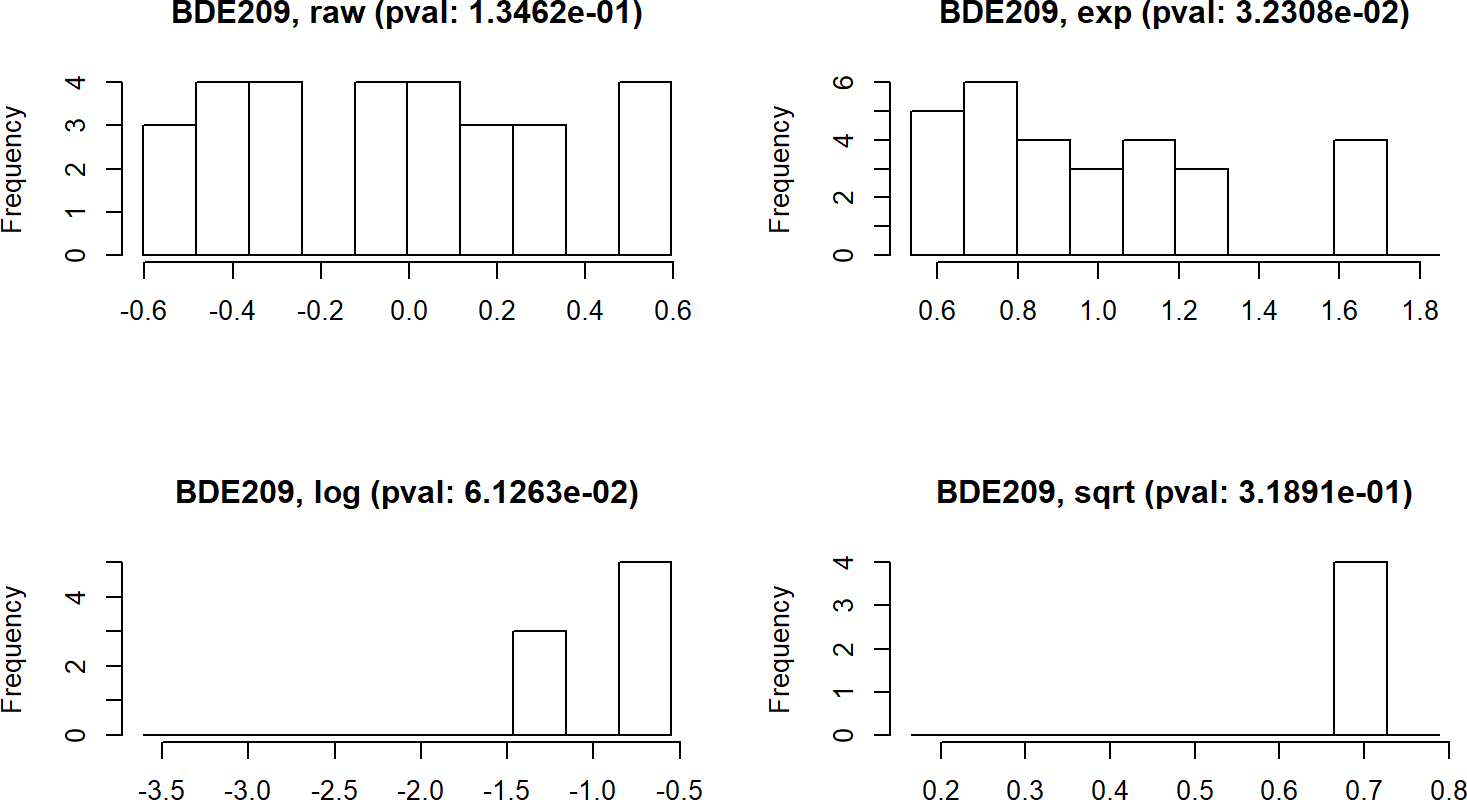 BDE209, raw (pval: 1.3462e-01)
Frequency
0 1 2 3 4
-0.6 -0.4 -0.2 0.0 0.2 0.4 0.6
BDE209, exp (pval: 3.2308e-02)
Frequency
0 2 4 6
0.6 0.8 1.0 1.2 1.4 1.6 1.8
BDE209, log (pval: 6.1263e-02)
Frequency
0 2 4
-3.5 -3.0 -2.5 -2.0 -1.5 -1.0 -0.5
BDE209, sqrt (pval: 3.1891e-01)
Frequency
0 1 2 3 4
0.2 0.3 0.4 0.5 0.6 0.7 0.8